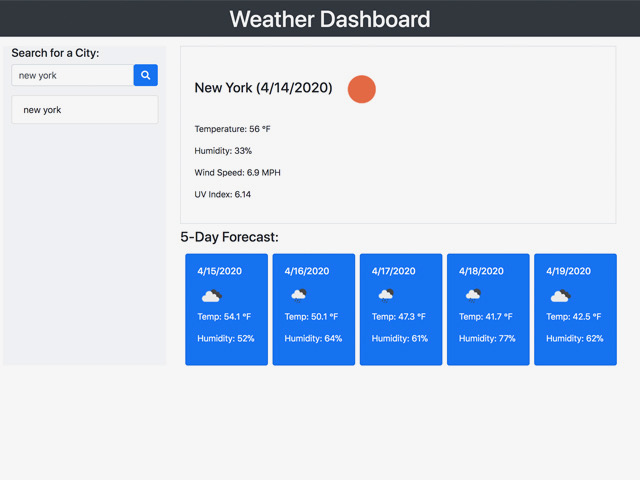 Weather Dashboard
Search for a City:
new york
new york
New York (4/14/2020)
Temperature: 56 °F
Humidity: 33%
Wind Speed: 6.9 MPH
UV Index: 6.14
5-Day Forecast:
4/15/2020
Temp: 54.1 °F
Humidity: 52%
4/16/2020
Temp: 50.1 °F
Humidity: 64%
4/17/2020
Temp: 47.3 °F
Humidity: 61%
4/18/2020
Temp: 41.7 °F
Humidity: 77%
4/19/2020
Temp: 42.5 °F
Humidity: 62%